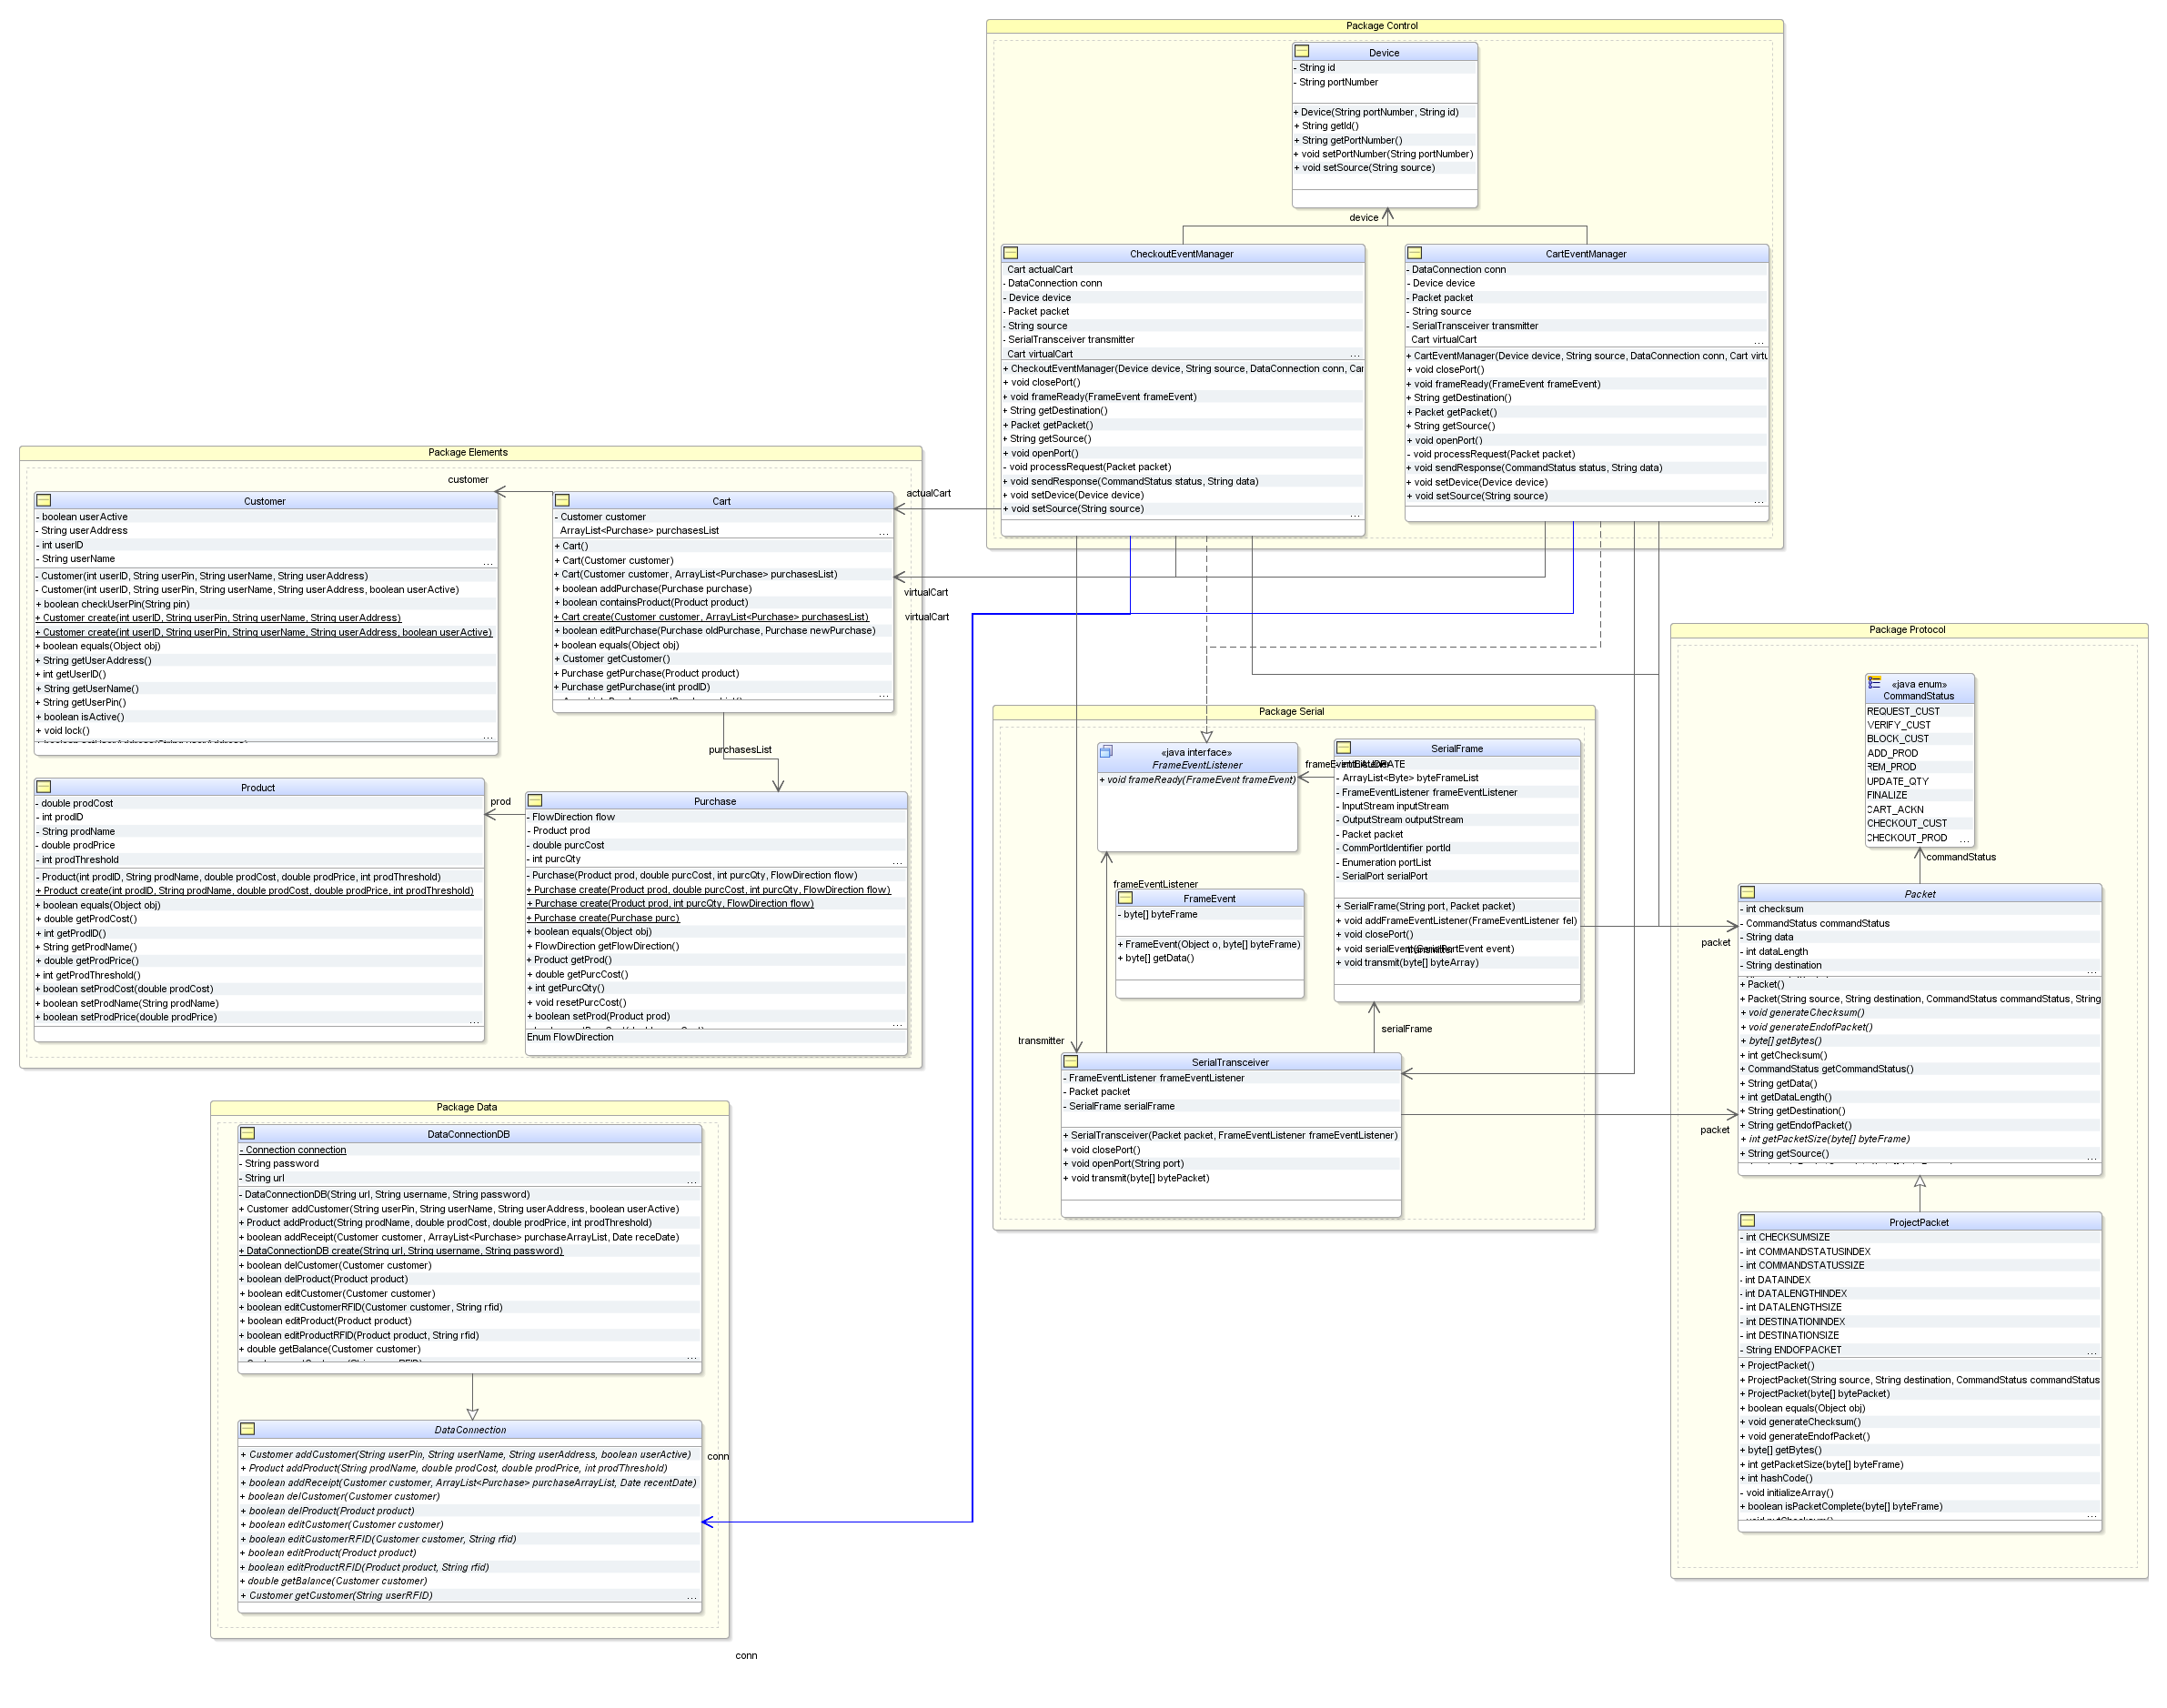 Package Control
Device
- String id
- String portNumber
+ Device(String portNumber, String id)
+ String getId()
+ String getPortNumber()
+ void setPortNumber(String portNumber)
+ void setSource(String source)
device
CheckoutEventManager
Cart actualCart
- DataConnection conn
- Device device
- Packet packet
- String source
- SerialTransceiver transmitter
Cart virtualCart
...
+ CheckoutEventManager(Device device, String source, DataConnection conn, Car
+ void closePort()
+ void frameReady(FrameEvent frameEvent)
+ String getDestination()
+ Packet getPacket()
+ String getSource()
+ void openPort()
- void processRequest(Packet packet)
+ void sendResponse(CommandStatus status, String data)
+ void setDevice(Device device)
+ void setSource(String source)
...
CartEventManager
- DataConnection conn
- Device device
- Packet packet
- String source
- SerialTransceiver transmitter
Cart virtualCart
...
+ CartEventManager(Device device, String source, DataConnection conn, Cart virtu
+ void closePort()
+ void frameReady(FrameEvent frameEvent)
+ String getDestination()
+ Packet getPacket()
+ String getSource()
+ void openPort()
- void processRequest(Packet packet)
+ void sendResponse(CommandStatus status, String data)
+ void setDevice(Device device)
+ void setSource(String source)
...
Package Elements
customer
Customer
- boolean userActive
- String userAddress
- int userID
- String userName
...
- Customer(int userID, String userPin, String userName, String userAddress)
- Customer(int userID, String userPin, String userName, String userAddress, boolean userActive)
+ boolean checkUserPin(String pin)
+ Customer create(int userID, String userPin, String userName, String userAddress)
+ Customer create(int userID, String userPin, String userName, String userAddress, boolean userActive)
+ boolean equals(Object obj)
+ String getUserAddress()
+ int getUserID()
+ String getUserName()
+ String getUserPin()
+ boolean isActive()
+ void lock()
...
Cart
- Customer customer
ArrayList<Purchase> purchasesList
...
+ Cart()
+ Cart(Customer customer)
+ Cart(Customer customer, ArrayList<Purchase> purchasesList)
+ boolean addPurchase(Purchase purchase)
+ boolean containsProduct(Product product)
+ Cart create(Customer customer, ArrayList<Purchase> purchasesList)
+ boolean editPurchase(Purchase oldPurchase, Purchase newPurchase)
+ boolean equals(Object obj)
+ Customer getCustomer()
+ Purchase getPurchase(Product product)
+ Purchase getPurchase(int prodID)
...
actualCart
virtualCart
virtualCart
purchasesList
Product
- double prodCost
- int prodID
- String prodName
- double prodPrice
- int prodThreshold
- Product(int prodID, String prodName, double prodCost, double prodPrice, int prodThreshold)
+ Product create(int prodID, String prodName, double prodCost, double prodPrice, int prodThreshold)
+ boolean equals(Object obj)
+ double getProdCost()
+ int getProdID()
+ String getProdName()
+ double getProdPrice()
+ int getProdThreshold()
+ boolean setProdCost(double prodCost)
+ boolean setProdName(String prodName)
+ boolean setProdPrice(double prodPrice)
...
prod
Purchase
- FlowDirection flow
- Product prod
- double purcCost
- int purcQty
...
- Purchase(Product prod, double purcCost, int purcQty, FlowDirection flow)
+ Purchase create(Product prod, double purcCost, int purcQty, FlowDirection flow)
+ Purchase create(Product prod, int purcQty, FlowDirection flow)
+ Purchase create(Purchase purc)
+ boolean equals(Object obj)
+ FlowDirection getFlowDirection()
+ Product getProd()
+ double getPurcCost()
+ int getPurcQty()
+ void resetPurcCost()
+ boolean setProd(Product prod)
...
Enum FlowDirection
Package Serial
«java interface»
FrameEventListener
+ void frameReady(FrameEvent frameEvent)
frameEventListener
SerialFrame
- int BAUDRATE
- ArrayList<Byte> byteFrameList
- FrameEventListener frameEventListener
- InputStream inputStream
- OutputStream outputStream
- Packet packet
- CommPortIdentifier portId
- Enumeration portList
- SerialPort serialPort
+ SerialFrame(String port, Packet packet)
+ void addFrameEventListener(FrameEventListener fel)
+ void closePort()
+ void serialEvent(SerialPortEvent event)
transmitter
+ void transmit(byte[] byteArray)
frameEventListener
FrameEvent
- byte[] byteFrame
+ FrameEvent(Object o, byte[] byteFrame)
+ byte[] getData()
transmitter
serialFrame
SerialTransceiver
- FrameEventListener frameEventListener
- Packet packet
- SerialFrame serialFrame
+ SerialTransceiver(Packet packet, FrameEventListener frameEventListener)
+ void closePort()
+ void openPort(String port)
+ void transmit(byte[] bytePacket)
Package Protocol
«java enum»
CommandStatus
REQUEST_CUST
VERIFY_CUST
BLOCK_CUST
ADD_PROD
REM_PROD
UPDATE_QTY
FINALIZE
CART_ACKN
CHECKOUT_CUST
CHECKOUT_PROD ...
commandStatus
packet
packet
Packet
- int checksum
- CommandStatus commandStatus
- String data
- int dataLength
- String destination
...
+ Packet()
+ Packet(String source, String destination, CommandStatus commandStatus, String
+ void generateChecksum()
+ void generateEndofPacket()
+ byte[] getBytes()
+ int getChecksum()
+ CommandStatus getCommandStatus()
+ String getData()
+ int getDataLength()
+ String getDestination()
+ String getEndofPacket()
+ int getPacketSize(byte[] byteFrame)
+ String getSource()
...
ProjectPacket
- int CHECKSUMSIZE
- int COMMANDSTATUSINDEX
- int COMMANDSTATUSSIZE
- int DATAINDEX
- int DATALENGTHINDEX
- int DATALENGTHSIZE
- int DESTINATIONINDEX
- int DESTINATIONSIZE
- String ENDOFPACKET
...
+ ProjectPacket()
+ ProjectPacket(String source, String destination, CommandStatus commandStatus
+ ProjectPacket(byte[] bytePacket)
+ boolean equals(Object obj)
+ void generateChecksum()
+ void generateEndofPacket()
+ byte[] getBytes()
+ int getPacketSize(byte[] byteFrame)
+ int hashCode()
- void initializeArray()
+ boolean isPacketComplete(byte[] byteFrame)
...
Package Data
DataConnectionDB
- Connection connection
- String password
- String url
...
- DataConnectionDB(String url, String username, String password)
+ Customer addCustomer(String userPin, String userName, String userAddress, boolean userActive)
+ Product addProduct(String prodName, double prodCost, double prodPrice, int prodThreshold)
+ boolean addReceipt(Customer customer, ArrayList<Purchase> purchaseArrayList, Date receDate)
+ DataConnectionDB create(String url, String username, String password)
+ boolean delCustomer(Customer customer)
+ boolean delProduct(Product product)
+ boolean editCustomer(Customer customer)
+ boolean editCustomerRFID(Customer customer, String rfid)
+ boolean editProduct(Product product)
+ boolean editProductRFID(Product product, String rfid)
+ double getBalance(Customer customer)
...
DataConnection
+ Customer addCustomer(String userPin, String userName, String userAddress, boolean userActive)
+ Product addProduct(String prodName, double prodCost, double prodPrice, int prodThreshold)
+ boolean addReceipt(Customer customer, ArrayList<Purchase> purchaseArrayList, Date recentDate)
+ boolean delCustomer(Customer customer)
+ boolean delProduct(Product product)
+ boolean editCustomer(Customer customer)
+ boolean editCustomerRFID(Customer customer, String rfid)
+ boolean editProduct(Product product)
+ boolean editProductRFID(Product product, String rfid)
+ double getBalance(Customer customer)
+ Customer getCustomer(String userRFID)
...
conn
conn